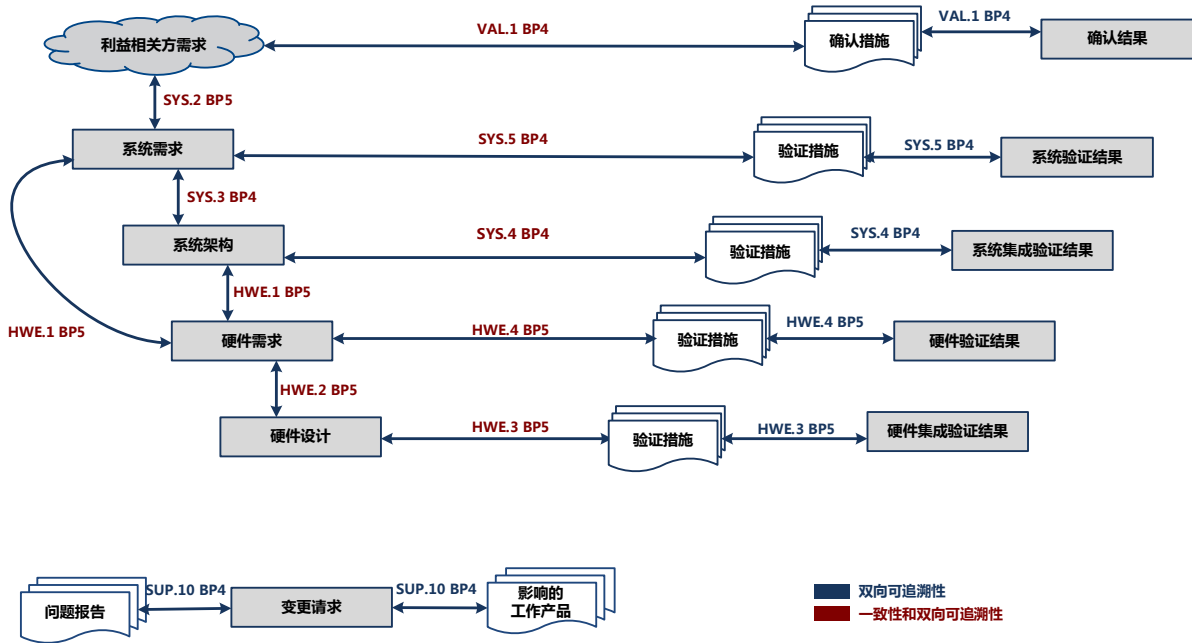 利益相关方需求
VAL.1 BP4
确认措施
VAL.1 BP4
确认结果
SYS.2 BP5
系统需求
SYS.5 BP4
验证措施
SYS.5 BP4
系统验证结果
SYS.3 BP4
系统架构
SYS.4 BP4
验证措施
SYS.4 BP4
系统集成验证结果
HWE.1 BP5
HWE.1 BP5
硬件需求
HWE.4 BP5
验证措施
HWE.4 BP5
硬件验证结果
HWE.2 BP5
硬件设计
HWE.3 BP5
验证措施
HWE.3 BP5
硬件集成验证结果
问题报告
SUP.10 BP4
变更请求
SUP.10 BP4
影响的
工作产品
双向可追溯性
一致性和双向可追溯性